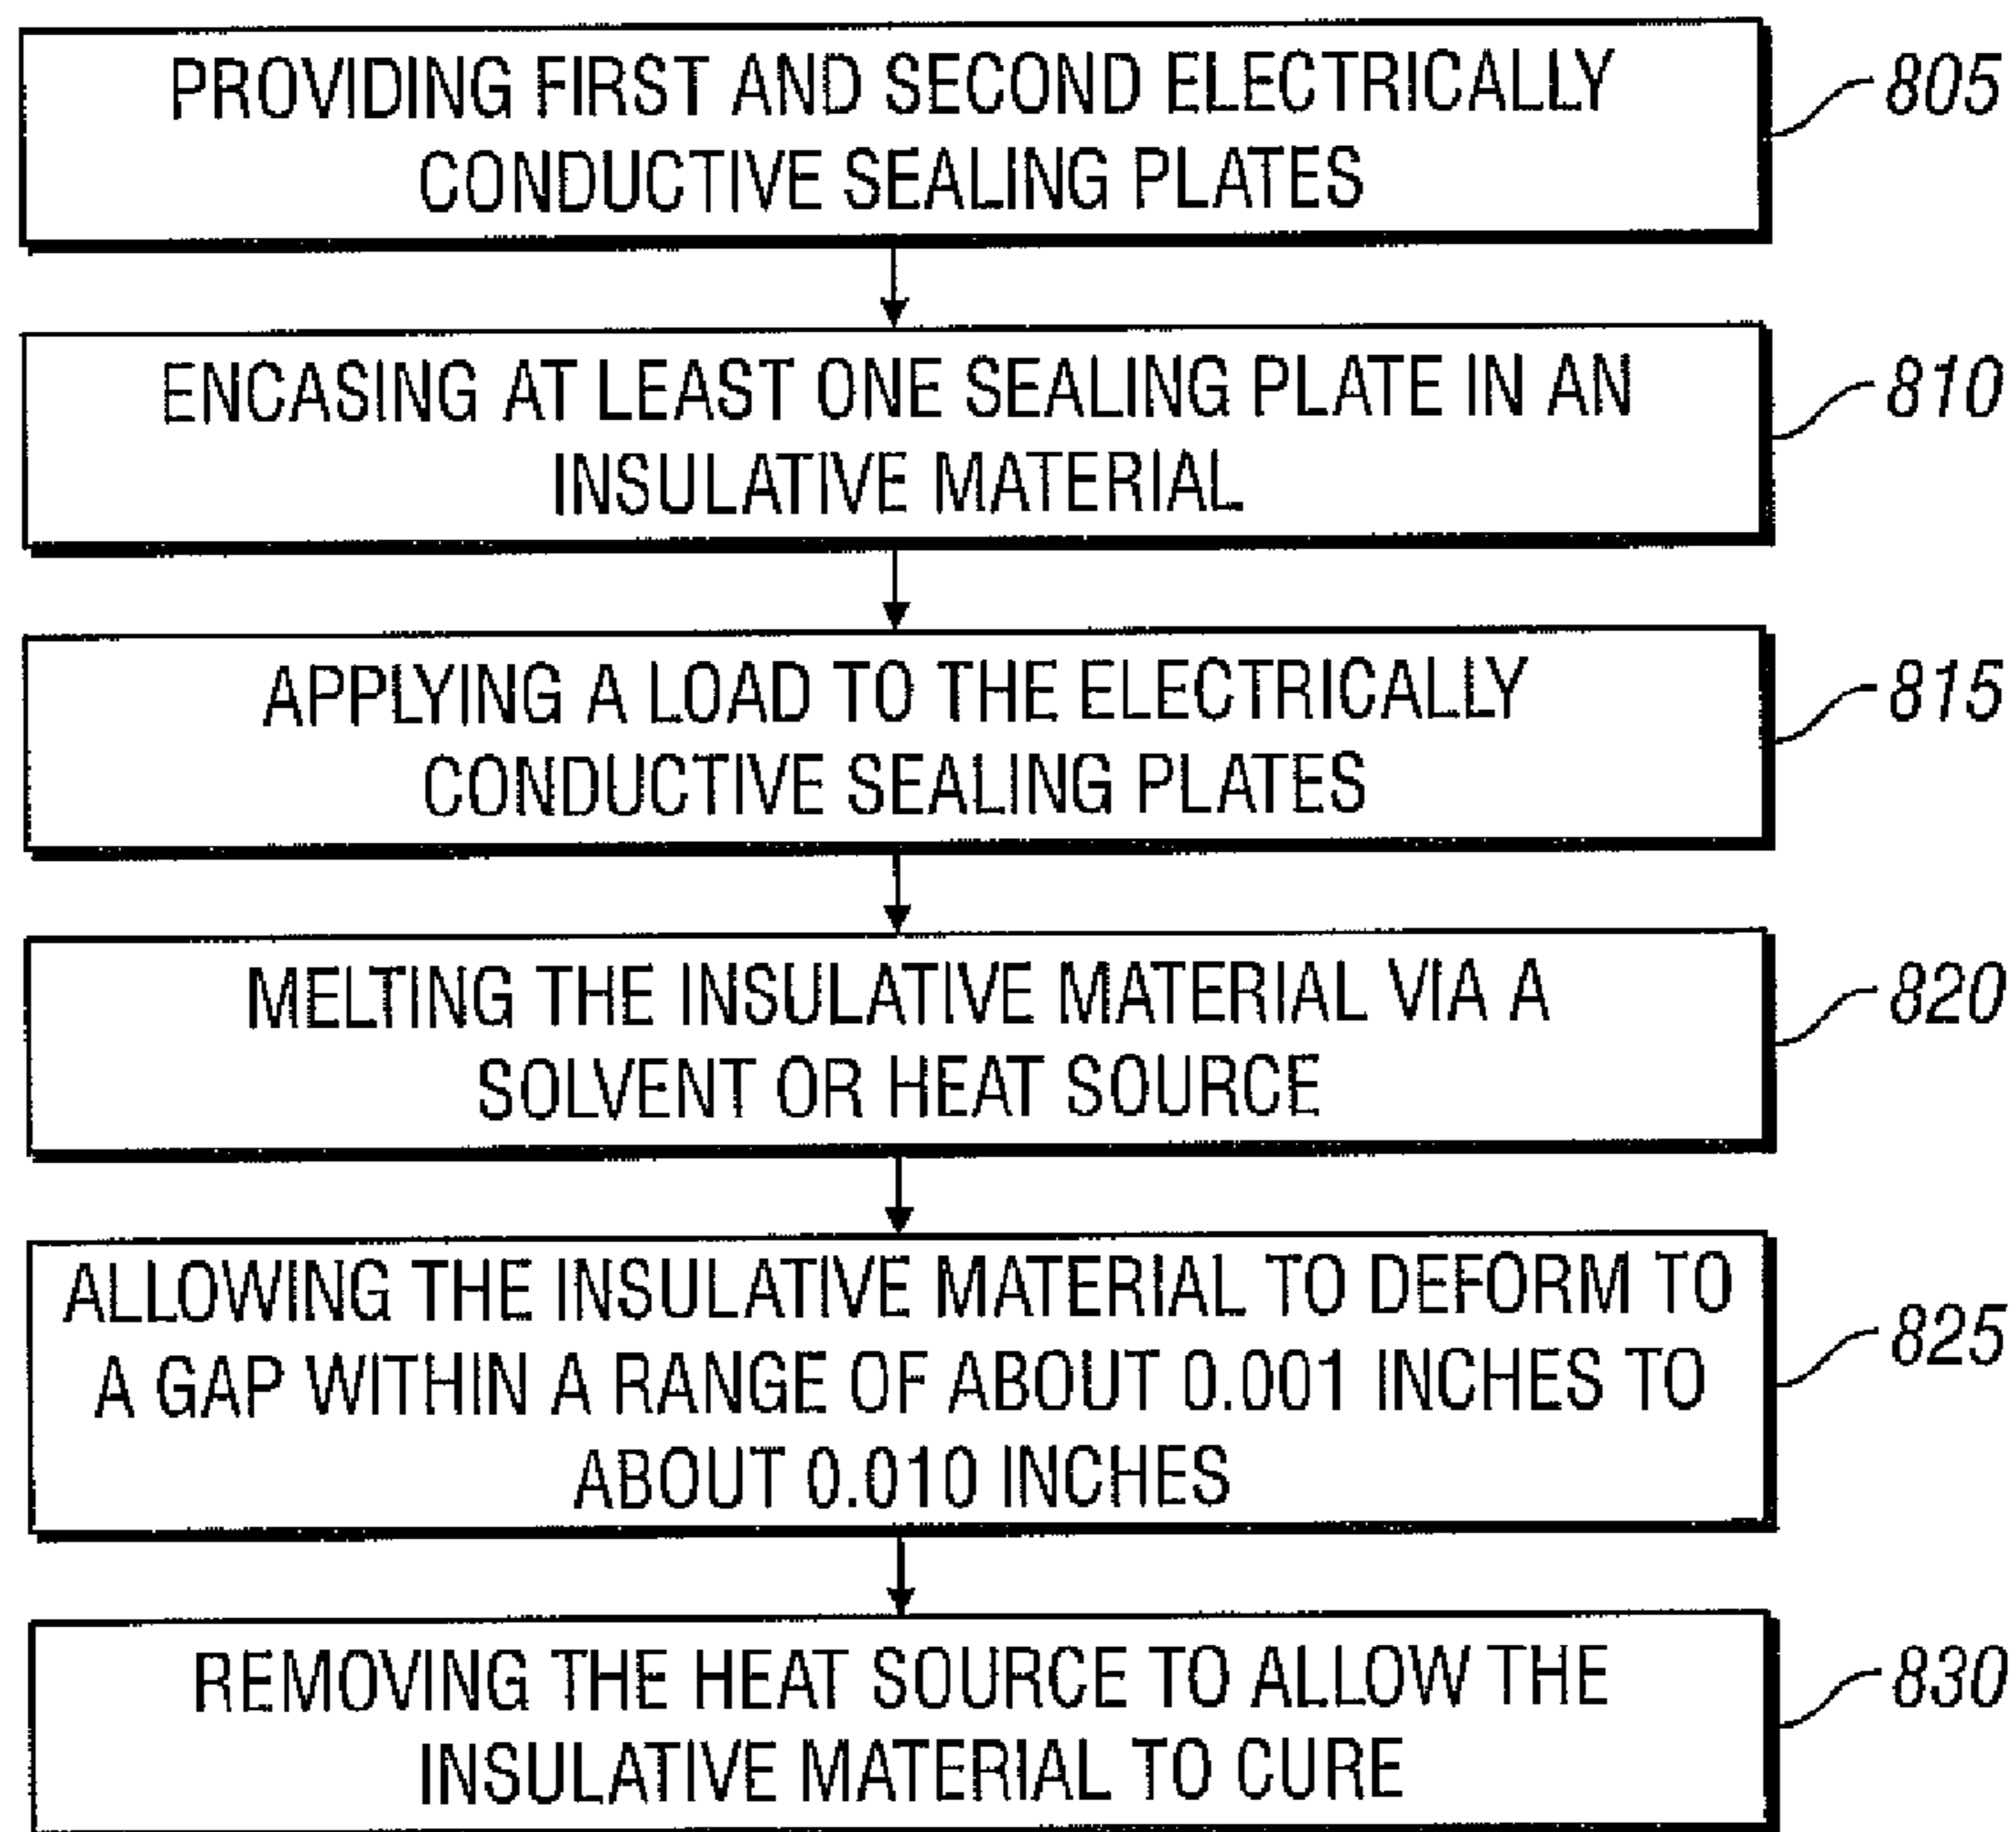 PROVIDING FIRST AND SECOND ELECTRICALLY
CONDUCTIVE SEALING PLATES
805
ENCASING AT LEAST ONE SEALING PLATE IN AN
INSULATIVE MATERIAL
810
APPLYING A LOAD TO THE ELECTRICALLY
CONDUCTIVE SEALING PLATES
815
MELTING THE INSULATIVE MATERIAL VIA A
SOLVENT OR HEAT SOURCE
820
ALLOWING THE INSULATIVE MATERIAL TO DEFORM TO
A GAP WITHIN A RANGE OF ABOUT 0.001 INCHES TO
ABOUT 0.010 INCHES
825
REMOVING THE HEAT SOURCE TO ALLOW THE
INSULATIVE MATERIAL TO CURE
830